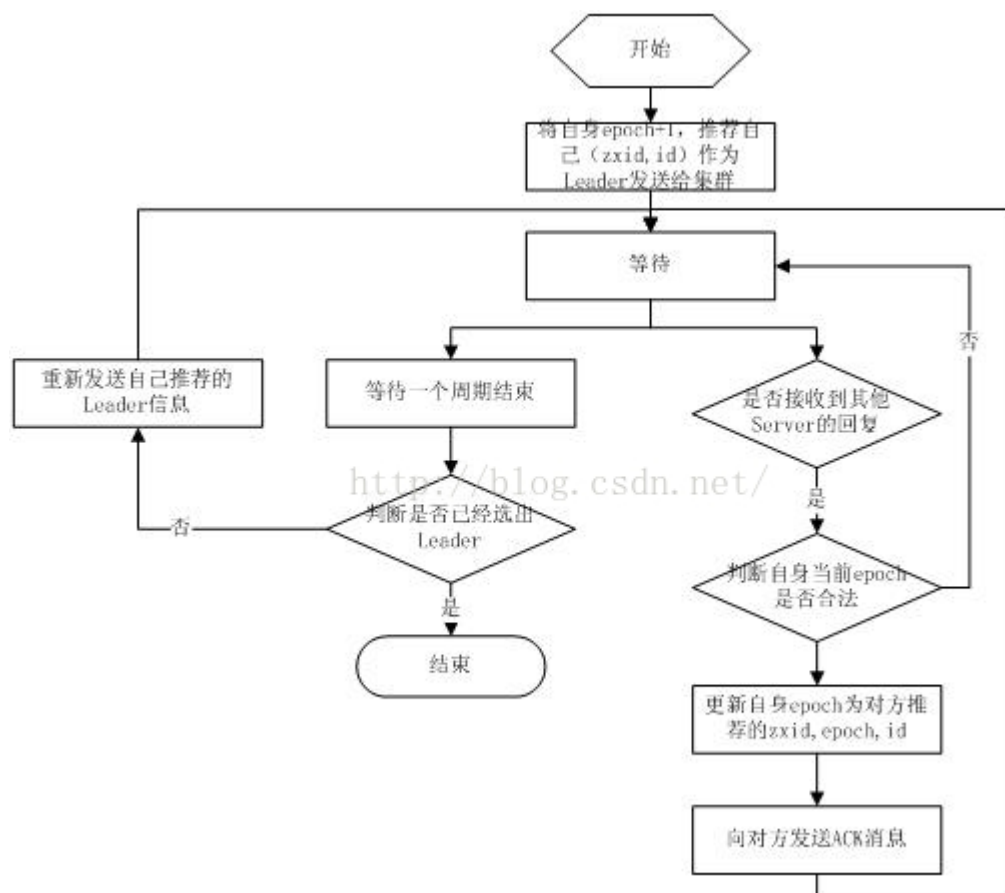 开始
将自身epoch+1，推荐自
己（zxid,id）作为
Leader发送给集群
等待
否
重新发送自己推荐的
Leader信息
等待一个周期结束
是否接收到其他
Server的回复
http://blog.csdn.net/
是
否
判断是否已经选出
Leader
判断自身当前epoch
是否合法
是
结束
更新自身epoch为对方推
荐的zxid,epoch,id
向对方发送ACK消息